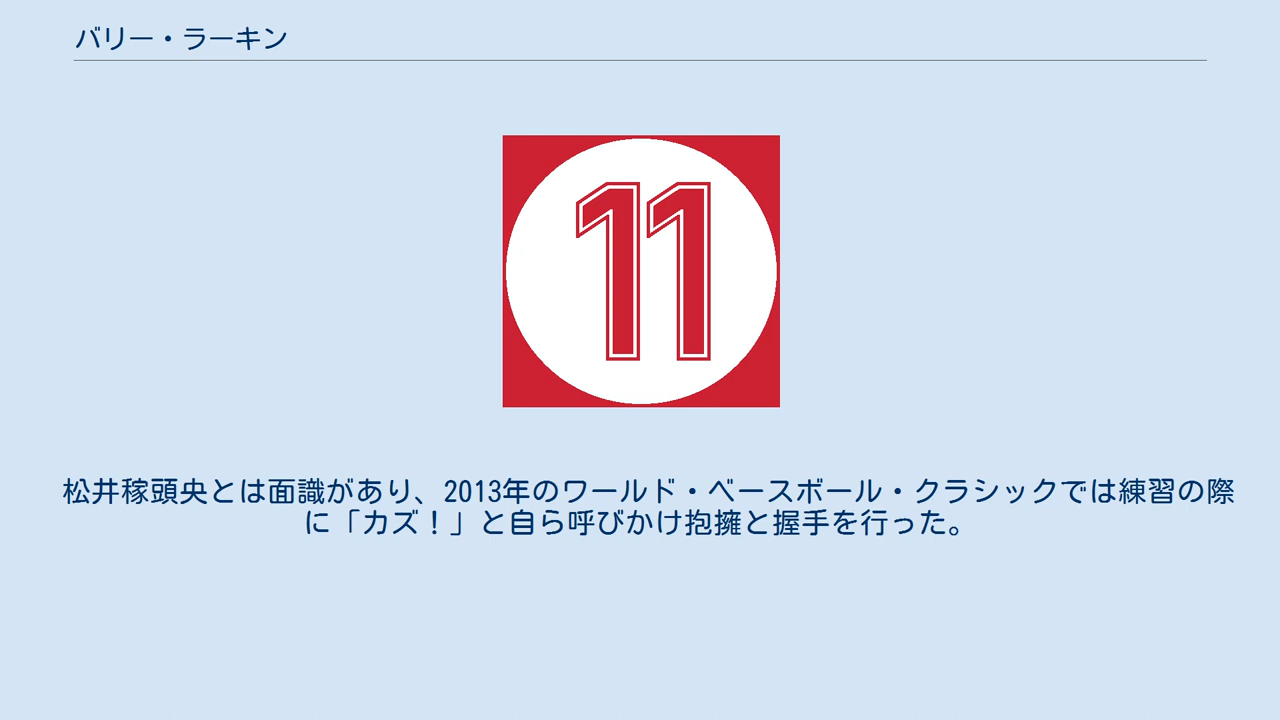 バリー・ラーキン
11
松井稼頭央とは面識があり、2013年のワールド・ベースボール・クラシックでは練習の際
に「カズ！」と自ら呼びかけ抱擁と握手を行った。